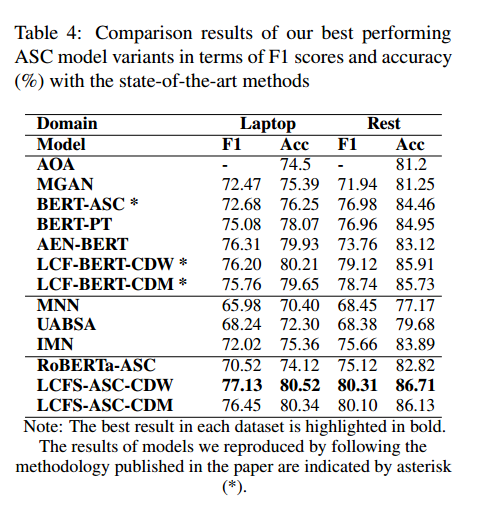 Table 4: Comparison results of our best performing
ASC model variants in terms of F1 scores and accuracy
(%) with the state-of-the-art methods
Domain Laptop Rest
Model F1 Acc F1 Acc
AOA - 74.5 - 81.2
MGAN 72.47 75.39 71.94 81.25
BERT-ASC * 72.68 76.25 76.98 84.46
BERT-PT 75.08 78.07 76.96 84.95
AEN-BERT 76.31 79.93 73.76 83.12
LCF-BERT-CDW * 76.20 80.21 79.12 85.91
LCF-BERT-CDM * 75.76 79.65 78.74 85.73
MNN 65.98 70.40 68.45 77.17
UABSA 68.24 72.30 68.38 79.68
IMN 72.02 75.36 75.66 83.89
RoBERTa-ASC 70.52 74.12 75.12 82.82
LCFS-ASC-CDW 77.13 80.52 80.31 86.71
LCFS-ASC-CDM 76.45 80.34 80.10 86.13
Note: The best result in each dataset is highlighted in bold.
The results of models we reproduced by following the
methodology published in the paper are indicated by asterisk
(*).